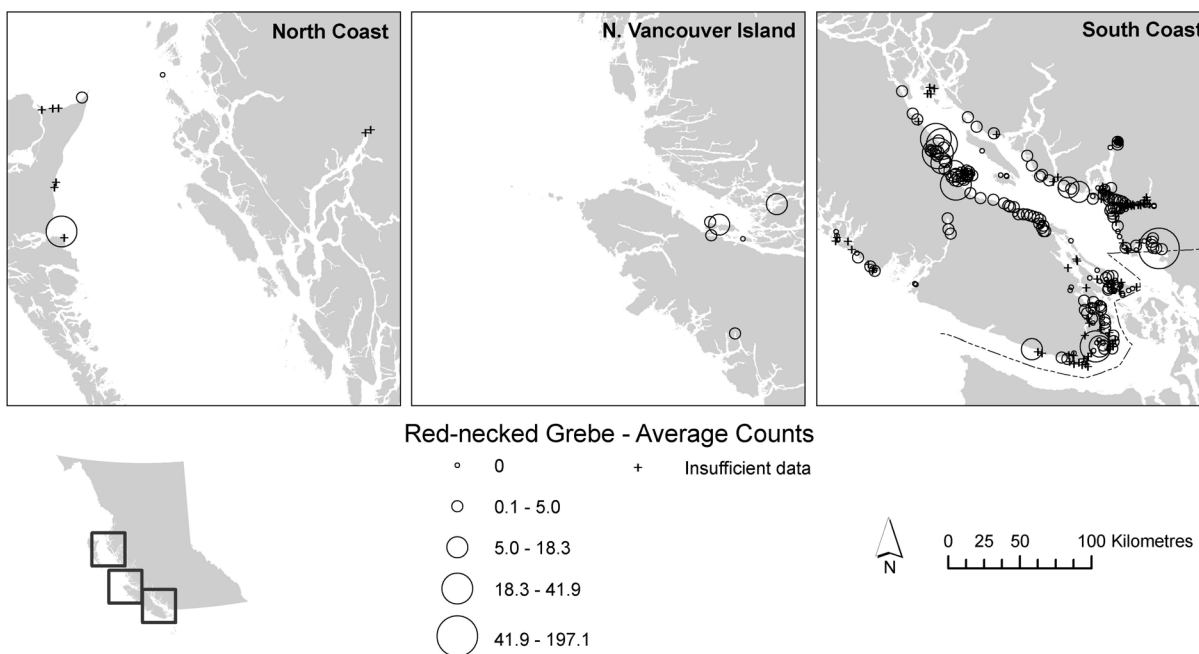 North Coast
N. Vancouver Island
South Coast
Red-necked Grebe - Average Counts
0
Insufficient data
0.1 - 5.0
5.0 - 18.3
18.3 - 41.9
41.9 - 197.1
N
0 25 50 100 Kilometres